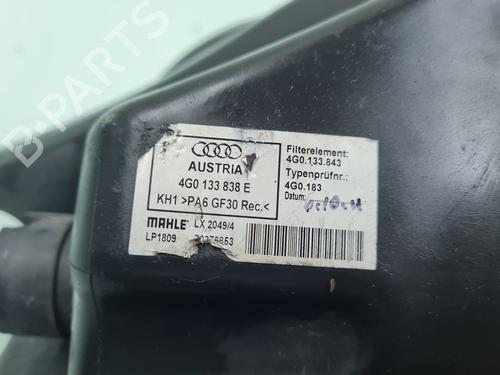 AUSTRIA
4G0 133 838 E
KH1 >PA6 GF30 Rec.<
MAHLE LX 2049/4
LP1809
Filterelement:
4G0.133.843
Typenprüfnr.:
4G0.183
Datum:
B-PARTS